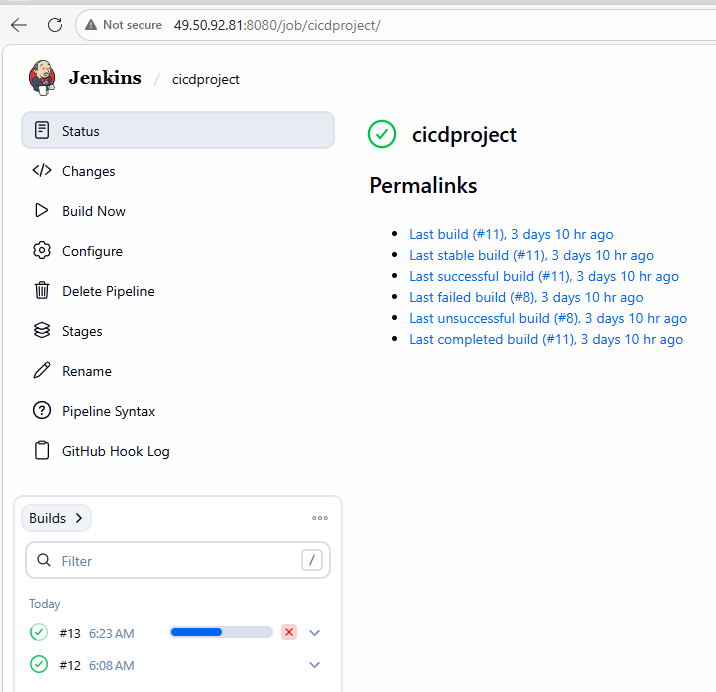 Not secure 49.50.92.81:8080/job/cicdproject/
Jenkins / cicdproject
Status
Changes
Build Now
Configure
Delete Pipeline
Stages
Rename
Pipeline Syntax
GitHub Hook Log
cicdproject
Permalinks
Last build (#11), 3 days 10 hr ago
Last stable build (#11), 3 days 10 hr ago
Last successful build (#11), 3 days 10 hr ago
Last failed build (#8), 3 days 10 hr ago
Last unsuccessful build (#8), 3 days 10 hr ago
Last completed build (#11), 3 days 10 hr ago
Builds
Filter /
Today
#13 6:23 AM
#12 6:08 AM